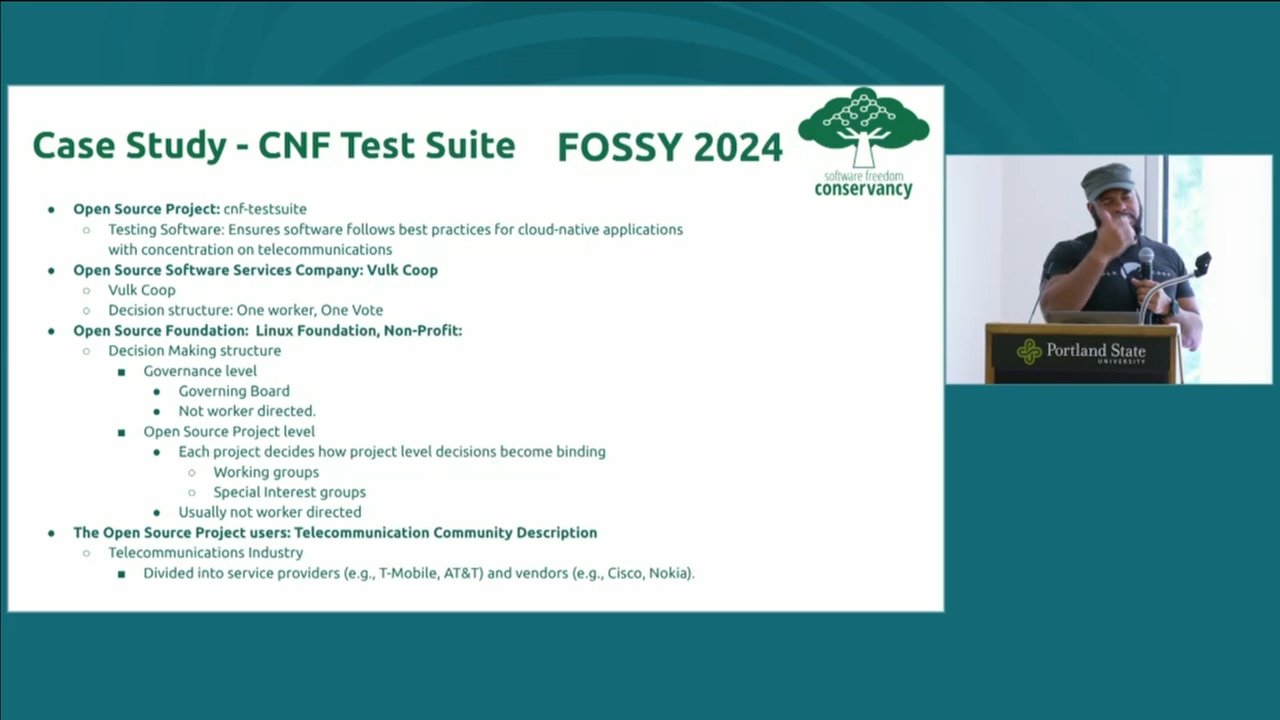 Case Study - CNF Test Suite FOSSY 2024
software freedom
conservancy
Open Source Project: cnf-testsuite
Testing Software: Ensures software follows best practices for cloud-native applications
with concentration on telecommunications
Open Source Software Services Company: Vulk Coop
Vulk Coop
Decision structure: One worker, One Vote
Open Source Foundation: Linux Foundation, Non-Profit:
Decision Making structure
Governance level
Governing Board
Not worker directed.
Open Source Project level
Each project decides how project level decisions become binding
Working groups
Special Interest groups
Usually not worker directed
The Open Source Project users: Telecommunication Community Description
Telecommunications Industry
Divided into service providers (e.g., T-Mobile, AT&T) and vendors (e.g., Cisco, Nokia).
Portland State
UNIVERSITY